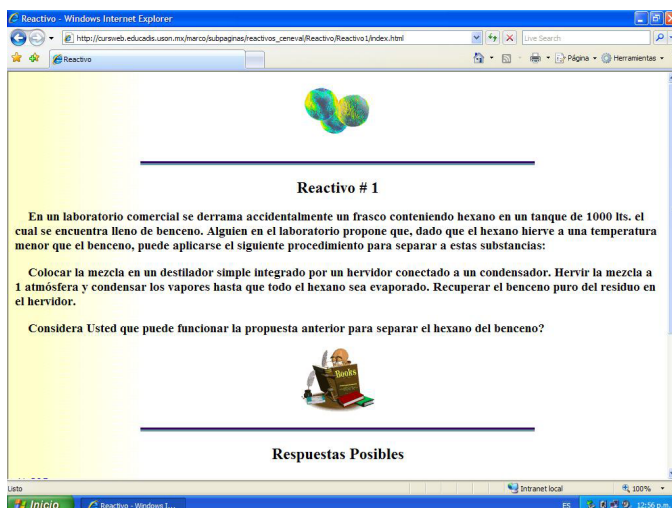 Reactivo - Windows Internet Explorer
http://cursweb.educadis.uson.mx/marco/subpaginas/reactivos_ceneval/Reactivo/Reactivo1/index.html
Live Search
Reactivo
Página
Herramientas
Reactivo # 1
En un laboratorio comercial se derrama accidentalmente un frasco conteniendo hexano en un tanque de 1000 lts. el
cual se encuentra lleno de benceno. Alguien en el laboratorio propone que, dado que el hexano hierve a una temperatura
menor que el benceno, puede aplicarse el siguiente procedimiento para separar a estas substancias:
Colocar la mezcla en un destilador simple integrado por un hervidor conectado a un condensador. Hervir la mezcla a
1 atmósfera y condensar los vapores hasta que todo el hexano sea evaporado. Recuperar el benceno puro del residuo en
el hervidor.
Considera Usted que puede funcionar la propuesta anterior para separar el hexano del benceno?
Books
Respuestas Posibles
Listo
Intranet local
100%
Inicio
Reactivo - Windows I...
ES
12:56 p.m.